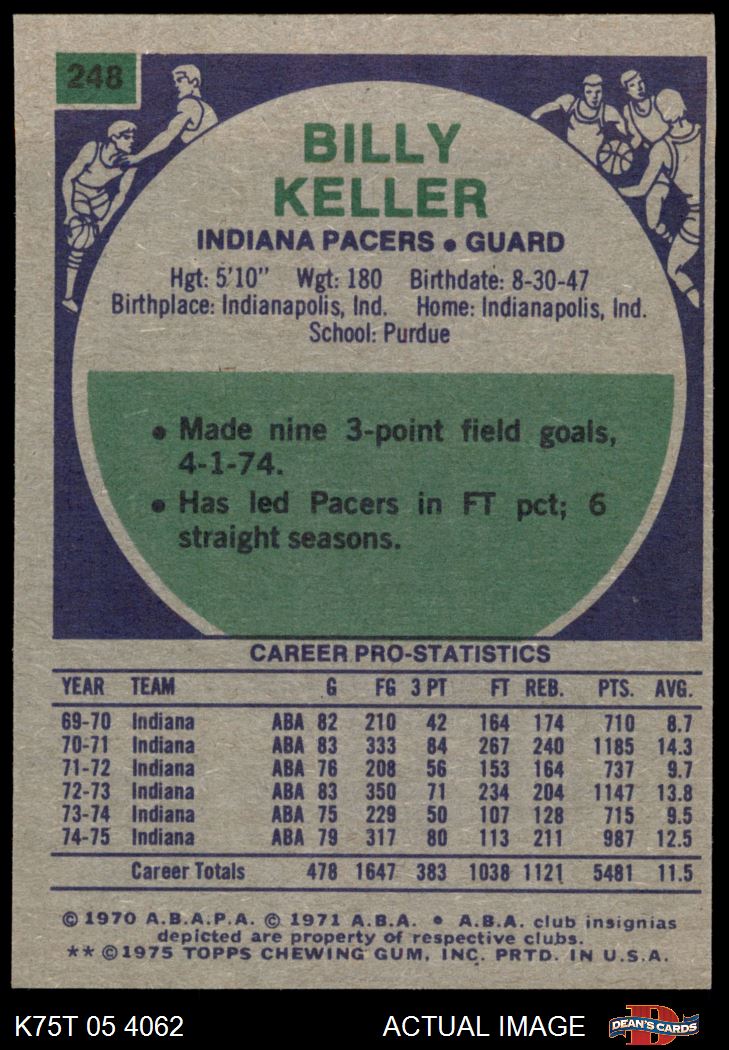 248
BILLY
KELLER
INDIANA PACERS • GUARD
Hgt: 5'10" Wgt: 180 Birthdate: 8-30-47
Birthplace: Indianapolis, Ind. Home: Indianapolis, Ind.
School: Purdue
• Made nine 3-point field goals,
4-1-74.
• Has led Pacers in FT pct; 6
straight seasons.
CAREER PRO-STATISTICS
YEAR TEAM G FG 3 PT FT REB. PTS. AVG.
69-70 Indiana ABA 82 210 42 164 174 710 8.7
70-71 Indiana ABA 83 333 84 267 240 1185 14.3
71-72 Indiana ABA 76 208 56 153 164 737 9.7
72-73 Indiana ABA 83 350 71 234 204 1147 13.8
73-74 Indiana ABA 75 229 50 107 128 715 9.5
74-75 Indiana ABA 79 317 80 113 211 987 12.5
Career Totals 478 1647 383 1038 1121 5481 11.5
© 1970 A.B.A.P.A. © 1971 A.B.A. • A.B.A. club insignias
depicted are property of respective clubs.
** © 1975 TOPPS CHEWING GUM, INC. PRTD. IN U.S.A.
K75T 05 4062 ACTUAL IMAGE D DEAN'S CARDS